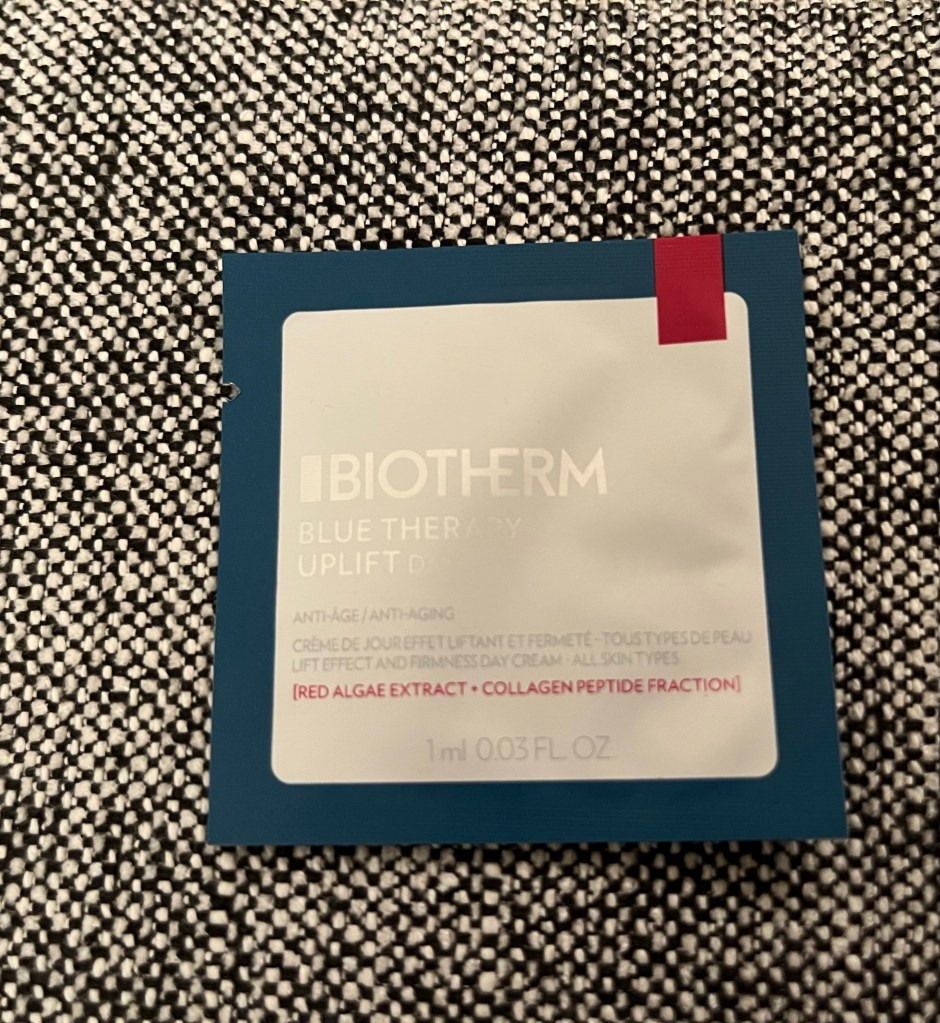 BIOTHERM
BLUE THERAPY
UPLIFT DAY
ANTI-ÂGE / ANTI-AGING
CRÈME DE JOUR EFFET LIFTANT ET FERMETÉ - TOUS TYPES DE PEAU
LIFT EFFECT AND FIRMNESS DAY CREAM - ALL SKIN TYPES
[RED ALGAE EXTRACT + COLLAGEN PEPTIDE FRACTION]
1 ml 0.03 FL. OZ.